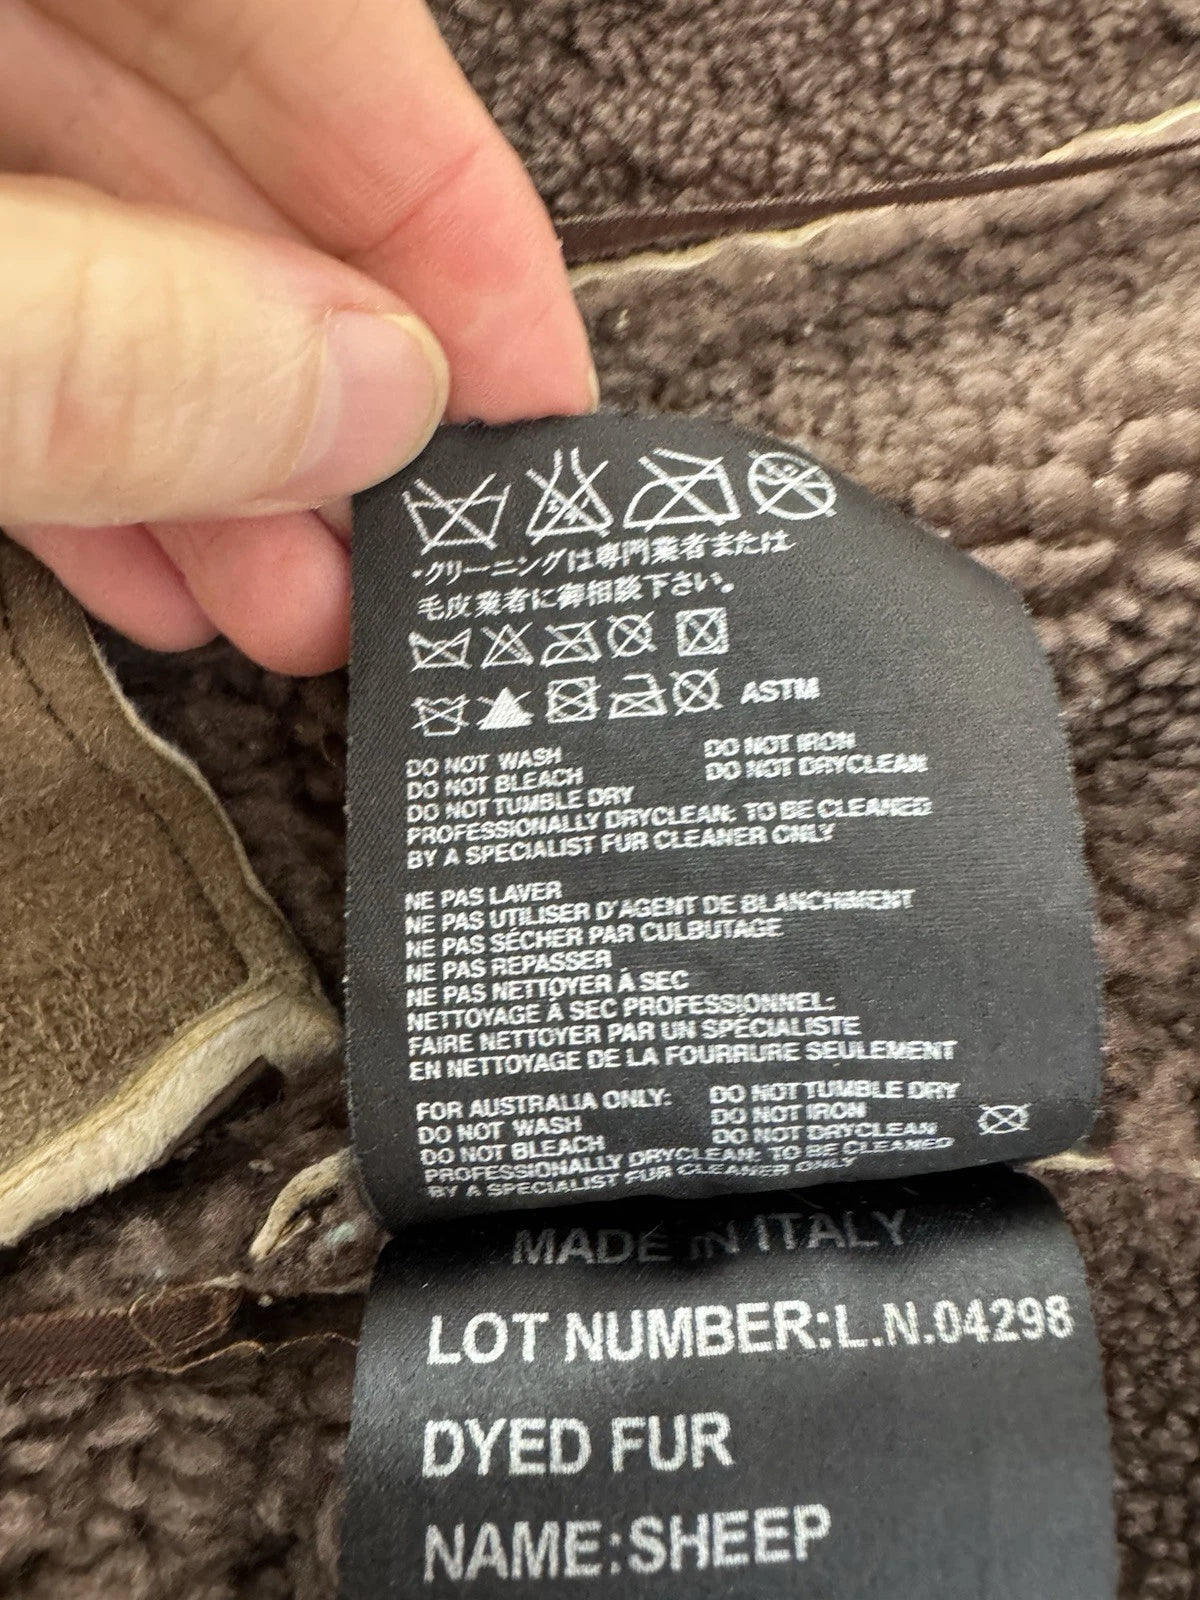 ・クリーニングは専門業者または
毛皮業者に御相談下さい。
ASTM
DO NOT WASH DO NOT IRON
DO NOT BLEACH DO NOT DRYCLEAN
DO NOT TUMBLE DRY
PROFESSIONALLY DRYCLEAN: TO BE CLEANED
BY A SPECIALIST FUR CLEANER ONLY
NE PAS LAVER
NE PAS UTILISER D'AGENT DE BLANCHIMENT
NE PAS SÉCHER PAR CULBUTAGE
NE PAS REPASSER
NE PAS NETTOYER À SEC
NETTOYAGE À SEC PROFESSIONNEL:
FAIRE NETTOYER PAR UN SPÉCIALISTE
EN NETTOYAGE DE LA FOURRURE SEULEMENT
FOR AUSTRALIA ONLY: DO NOT TUMBLE DRY
DO NOT WASH DO NOT IRON
DO NOT BLEACH DO NOT DRYCLEAN
PROFESSIONALLY DRYCLEAN: TO BE CLEANED
BY A SPECIALIST FUR CLEANER ONLY
MADE IN ITALY
LOT NUMBER:L.N.04298
DYED FUR
NAME:SHEEP